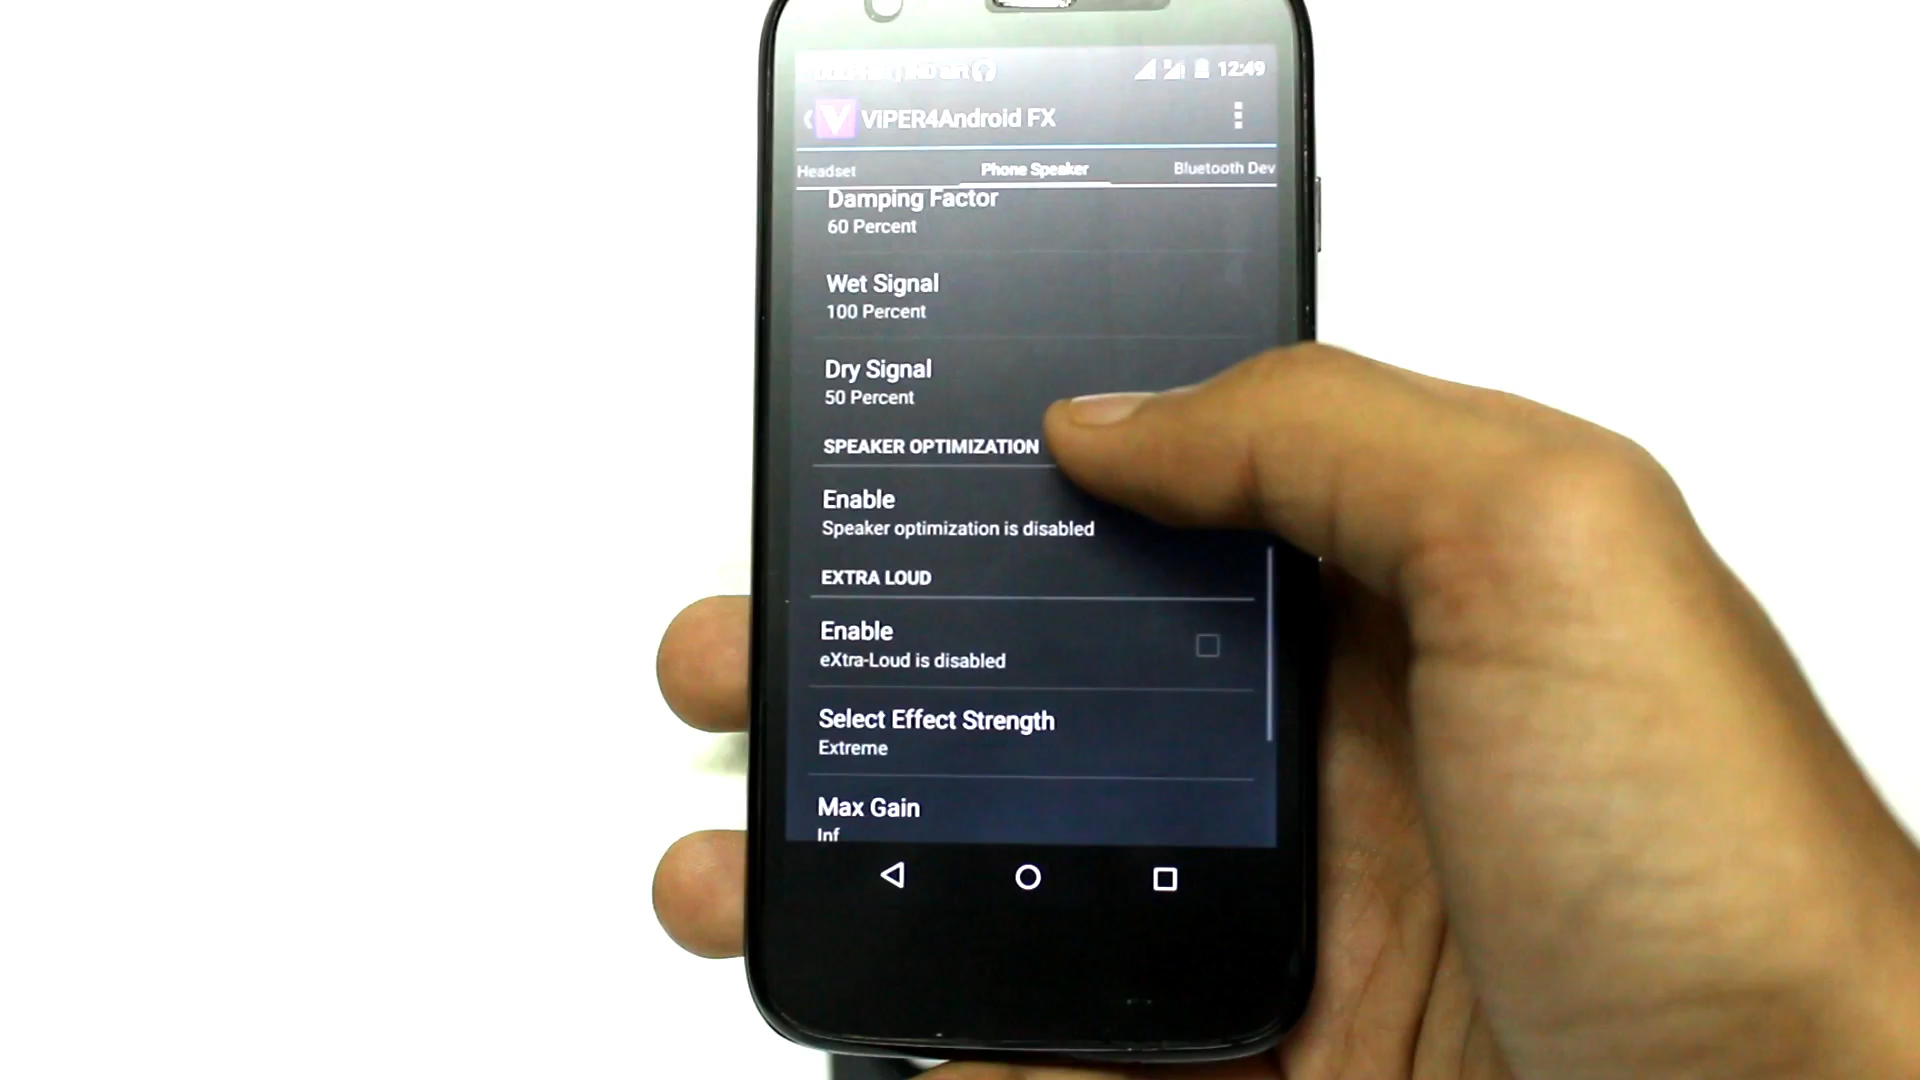 12:49
ViPER4Android FX
Headset Phone Speaker Bluetooth Dev
Damping Factor
60 Percent
Wet Signal
100 Percent
Dry Signal
50 Percent
SPEAKER OPTIMIZATION
Enable
Speaker optimization is disabled
EXTRA LOUD
Enable
eXtra-Loud is disabled
Select Effect Strength
Extreme
Max Gain
Inf